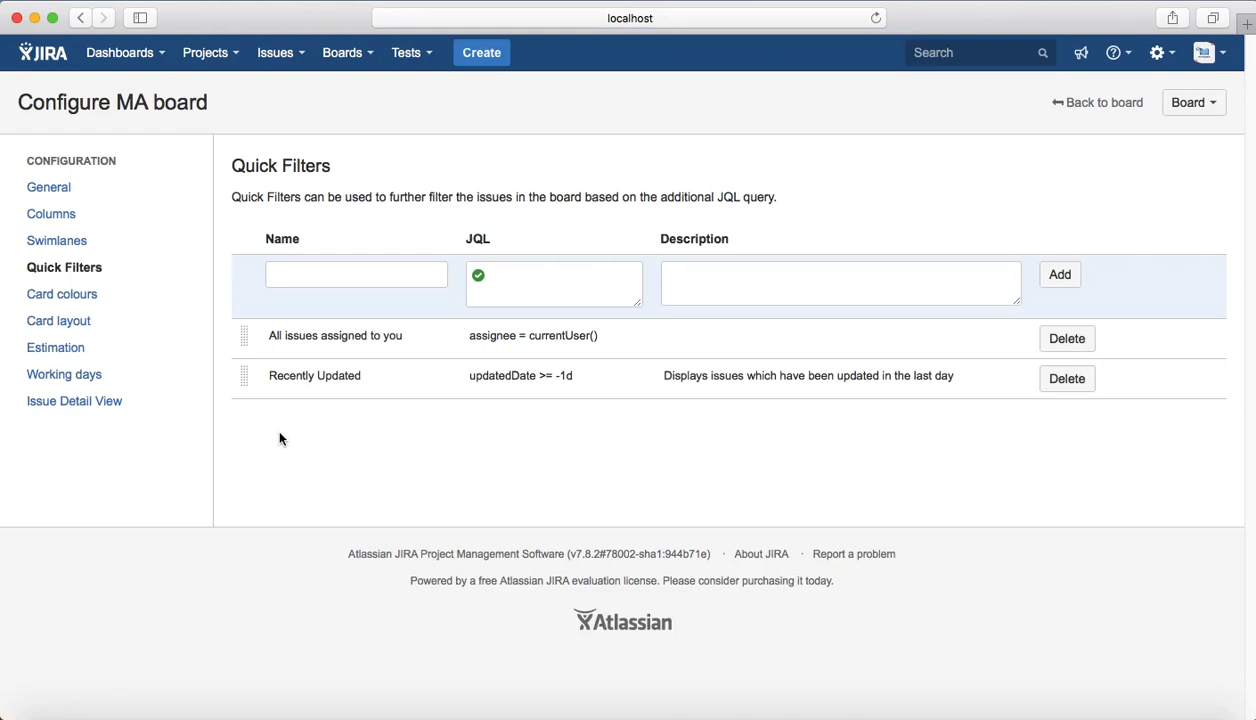 localhost
JIRA Dashboards Projects Issues Boards Tests Create Search
Configure MA board
Back to board Board
CONFIGURATION
General
Columns
Swimlanes
Quick Filters
Card colours
Card layout
Estimation
Working days
Issue Detail View
Quick Filters
Quick Filters can be used to further filter the issues in the board based on the additional JQL query.
Name JQL Description
Add
All issues assigned to you assignee = currentUser() Delete
Recently Updated updatedDate >= -1d Displays issues which have been updated in the last day Delete
Atlassian JIRA Project Management Software (v7.8.2#78002-sha1:944b71e) · About JIRA · Report a problem
Powered by a free Atlassian JIRA evaluation license. Please consider purchasing it today.
Atlassian